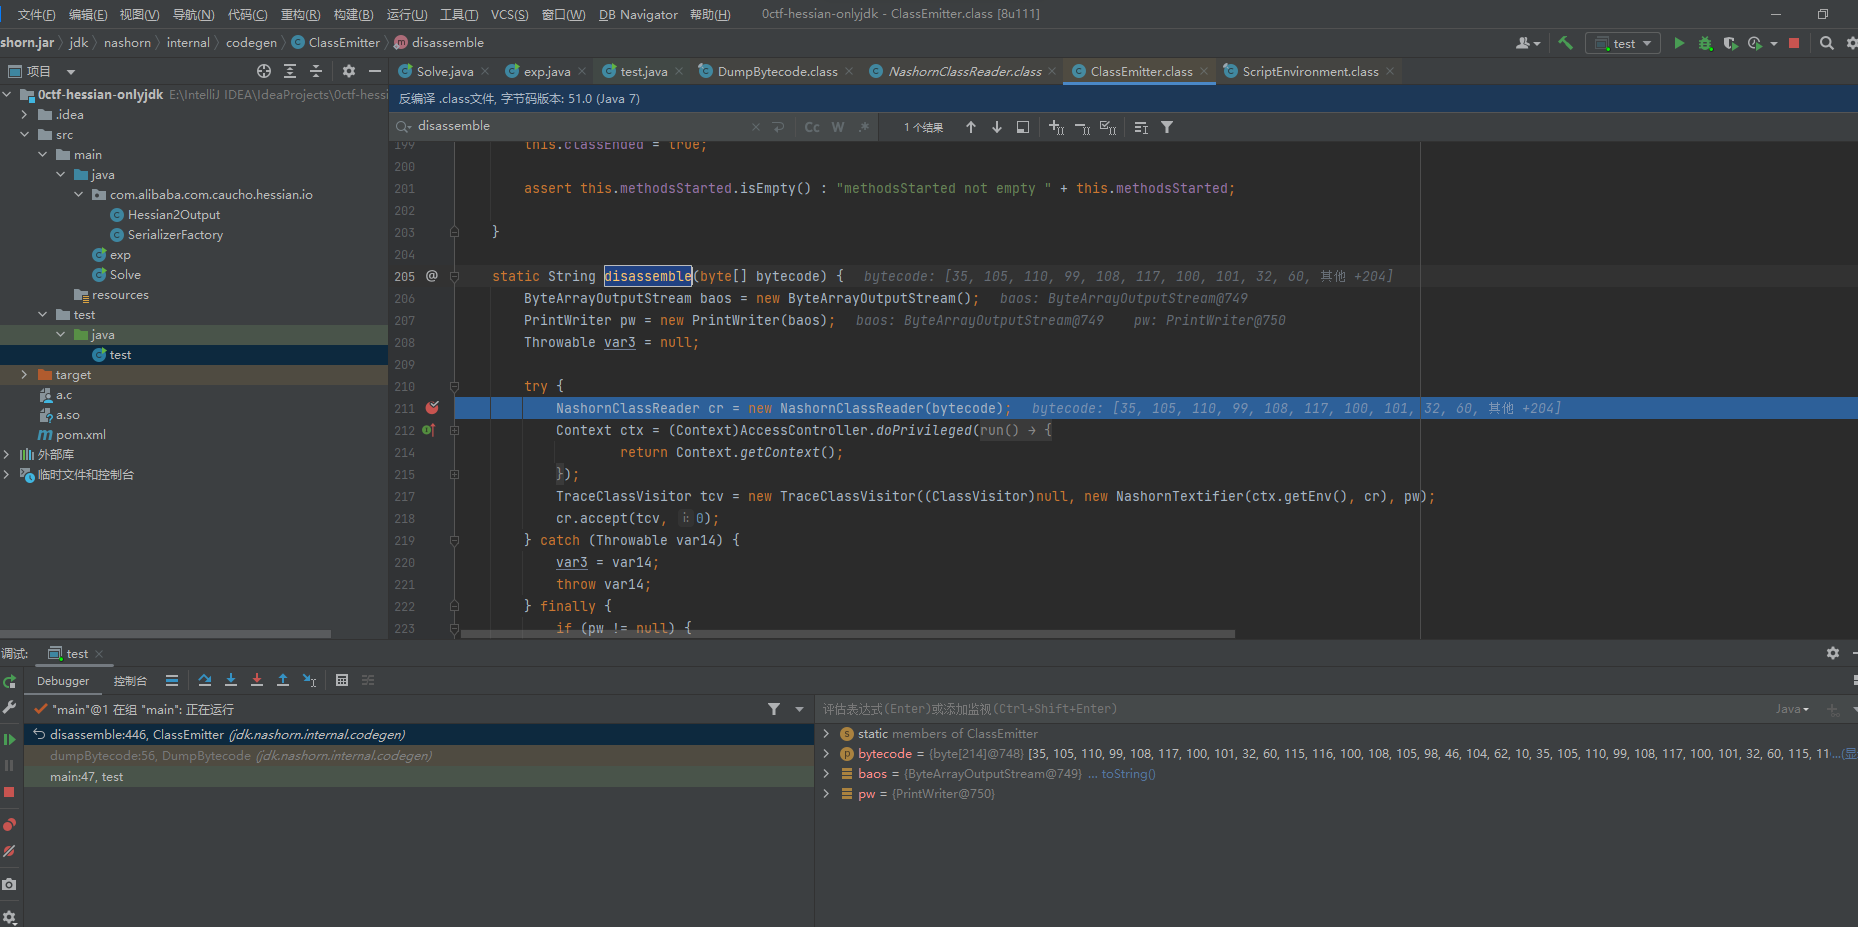 文件(F) 编辑(E) 视图(V) 导航(N) 代码(C) 重构(R) 构建(B) 运行(U) 工具(T) VCS(S) 窗口(W) DB Navigator 帮助(H) 0ctf-hessian-onlyjdk - ClassEmitter.class [8u111]
shorn.jar jdk nashorn internal codegen ClassEmitter disassemble test
项目 Solve.java exp.java test.java DumpBytecode.class NashornClassReader.class ClassEmitter.class ScriptEnvironment.class
0ctf-hessian-onlyjdk E:\IntelliJ IDEA\IdeaProjects\0ctf-hessi
.idea
src
main
java
com.alibaba.com.caucho.hessian.io
Hessian2Output
SerializerFactory
exp
Solve
resources
test
java
test
target
a.c
a.so
pom.xml
外部库
临时文件和控制台
反编译 .class文件, 字节码版本: 51.0 (Java 7)
disassemble Cc W .* 1 个结果
199 this.classEnded = true;
200
201 assert this.methodsStarted.isEmpty() : "methodsStarted not empty " + this.methodsStarted;
202
203 }
204
205 @ static String disassemble(byte[] bytecode) { bytecode: [35, 105, 110, 99, 108, 117, 100, 101, 32, 60, 其他 +204]
206 ByteArrayOutputStream baos = new ByteArrayOutputStream(); baos: ByteArrayOutputStream@749
207 PrintWriter pw = new PrintWriter(baos); baos: ByteArrayOutputStream@749 pw: PrintWriter@750
208 Throwable var3 = null;
209
210 try {
211 NashornClassReader cr = new NashornClassReader(bytecode); bytecode: [35, 105, 110, 99, 108, 117, 100, 101, 32, 60, 其他 +204]
212 Context ctx = (Context)AccessController.doPrivileged(run() → {
214 return Context.getContext();
215 });
217 TraceClassVisitor tcv = new TraceClassVisitor((ClassVisitor)null, new NashornTextifier(ctx.getEnv(), cr), pw);
218 cr.accept(tcv, i: 0);
219 } catch (Throwable var14) {
220 var3 = var14;
221 throw var14;
222 } finally {
223 if (pw != null) {
调试: test
Debugger 控制台
"main"@1 在组 "main": 正在运行
disassemble:446, ClassEmitter (jdk.nashorn.internal.codegen)
dumpBytecode:56, DumpBytecode (jdk.nashorn.internal.codegen)
main:47, test
评估表达式(Enter)或添加监视(Ctrl+Shift+Enter) Java
static members of ClassEmitter
bytecode = {byte[214]@748} [35, 105, 110, 99, 108, 117, 100, 101, 32, 60, 115, 116, 100, 108, 105, 98, 46, 104, 62, 10, 35, 105, 110, 99, 108, 117, 100, 101, 32, 60, 115, 11...(显
baos = {ByteArrayOutputStream@749} ... toString()
pw = {PrintWriter@750}